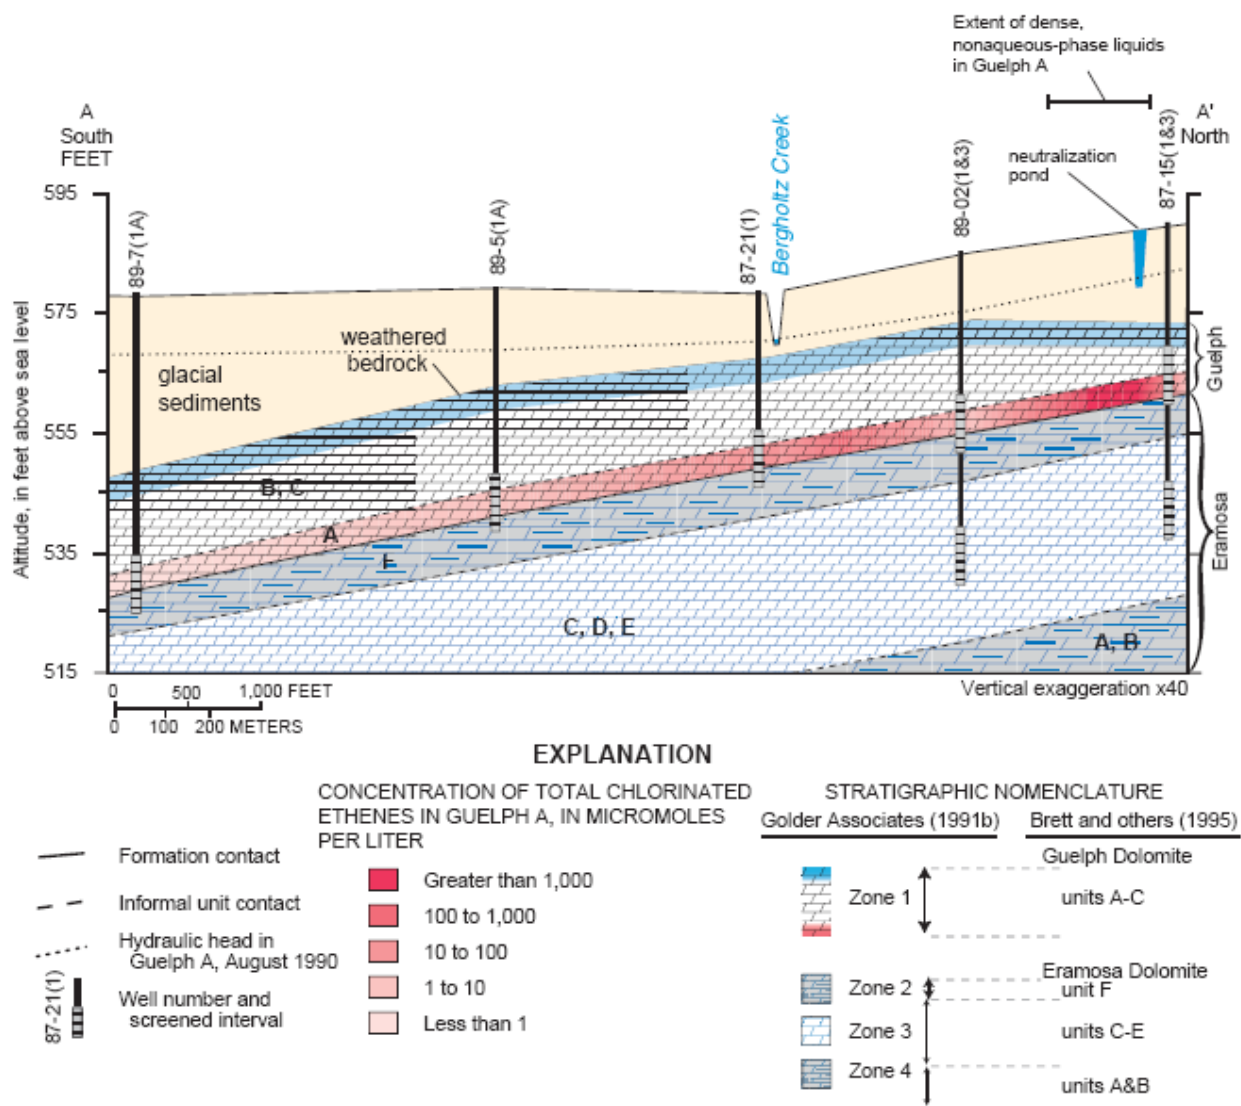 Extent of dense,
nonaqueous-phase liquids
in Guelph A
A
South
FEET
A'
North
595
575
555
535
515
Altitude, in feet above sea level
89-7(1A)
89-5(1A)
87-21(1)
Bergholtz Creek
89-02(1&3)
87-15(1&3)
neutralization
pond
weathered
bedrock
glacial
sediments
B, C
A
F
C, D, E
A, B
Guelph
Eramosa
0 500 1,000 FEET
0 100 200 METERS
Vertical exaggeration x40
EXPLANATION
Formation contact
Informal unit contact
Hydraulic head in
Guelph A, August 1990
87-21(1)
Well number and
screened interval
CONCENTRATION OF TOTAL CHLORINATED
ETHENES IN GUELPH A, IN MICROMOLES
PER LITER
Greater than 1,000
100 to 1,000
10 to 100
1 to 10
Less than 1
STRATIGRAPHIC NOMENCLATURE
Golder Associates (1991b) Brett and others (1995)
Guelph Dolomite
Zone 1 units A-C
Eramosa Dolomite
Zone 2 unit F
Zone 3 units C-E
Zone 4
units A&B